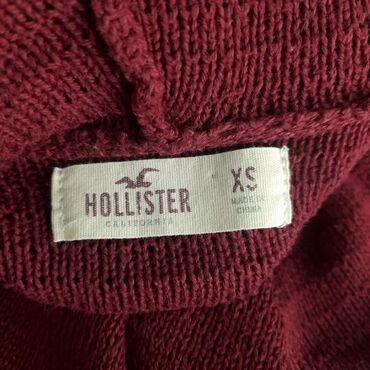 HOLLISTER
CALIFORNIA
XS
MADE IN
CHINA